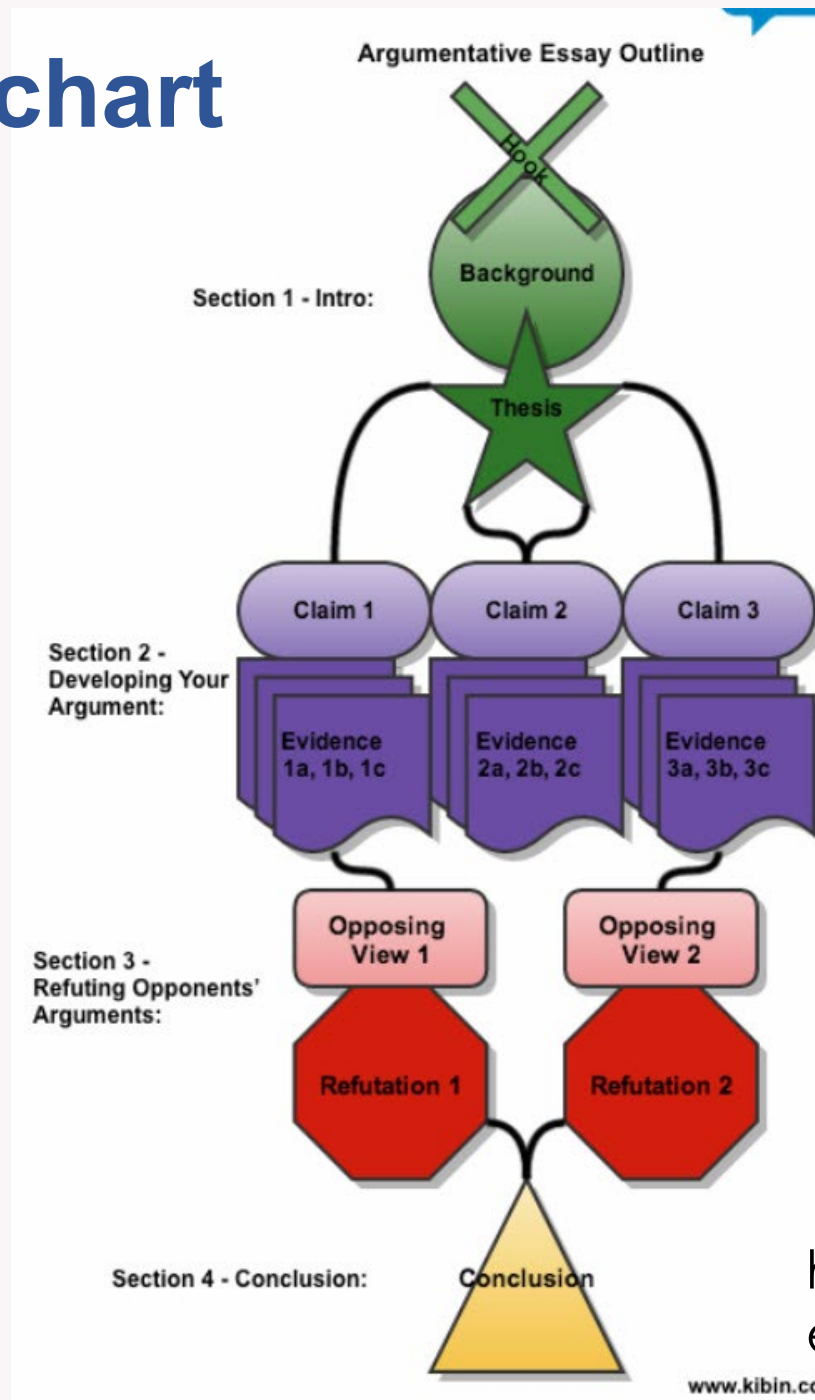 chart
Argumentative Essay Outline
Hook
Background
Section 1 - Intro:
Thesis
Claim 1
Claim 2
Claim 3
Section 2 -
Developing Your
Argument:
Evidence
1a, 1b, 1c
Evidence
2a, 2b, 2c
Evidence
3a, 3b, 3c
Opposing
View 1
Opposing
View 2
Section 3 -
Refuting Opponents’
Arguments:
Refutation 1
Refutation 2
Section 4 - Conclusion:
Conclusion
www.kibin.co